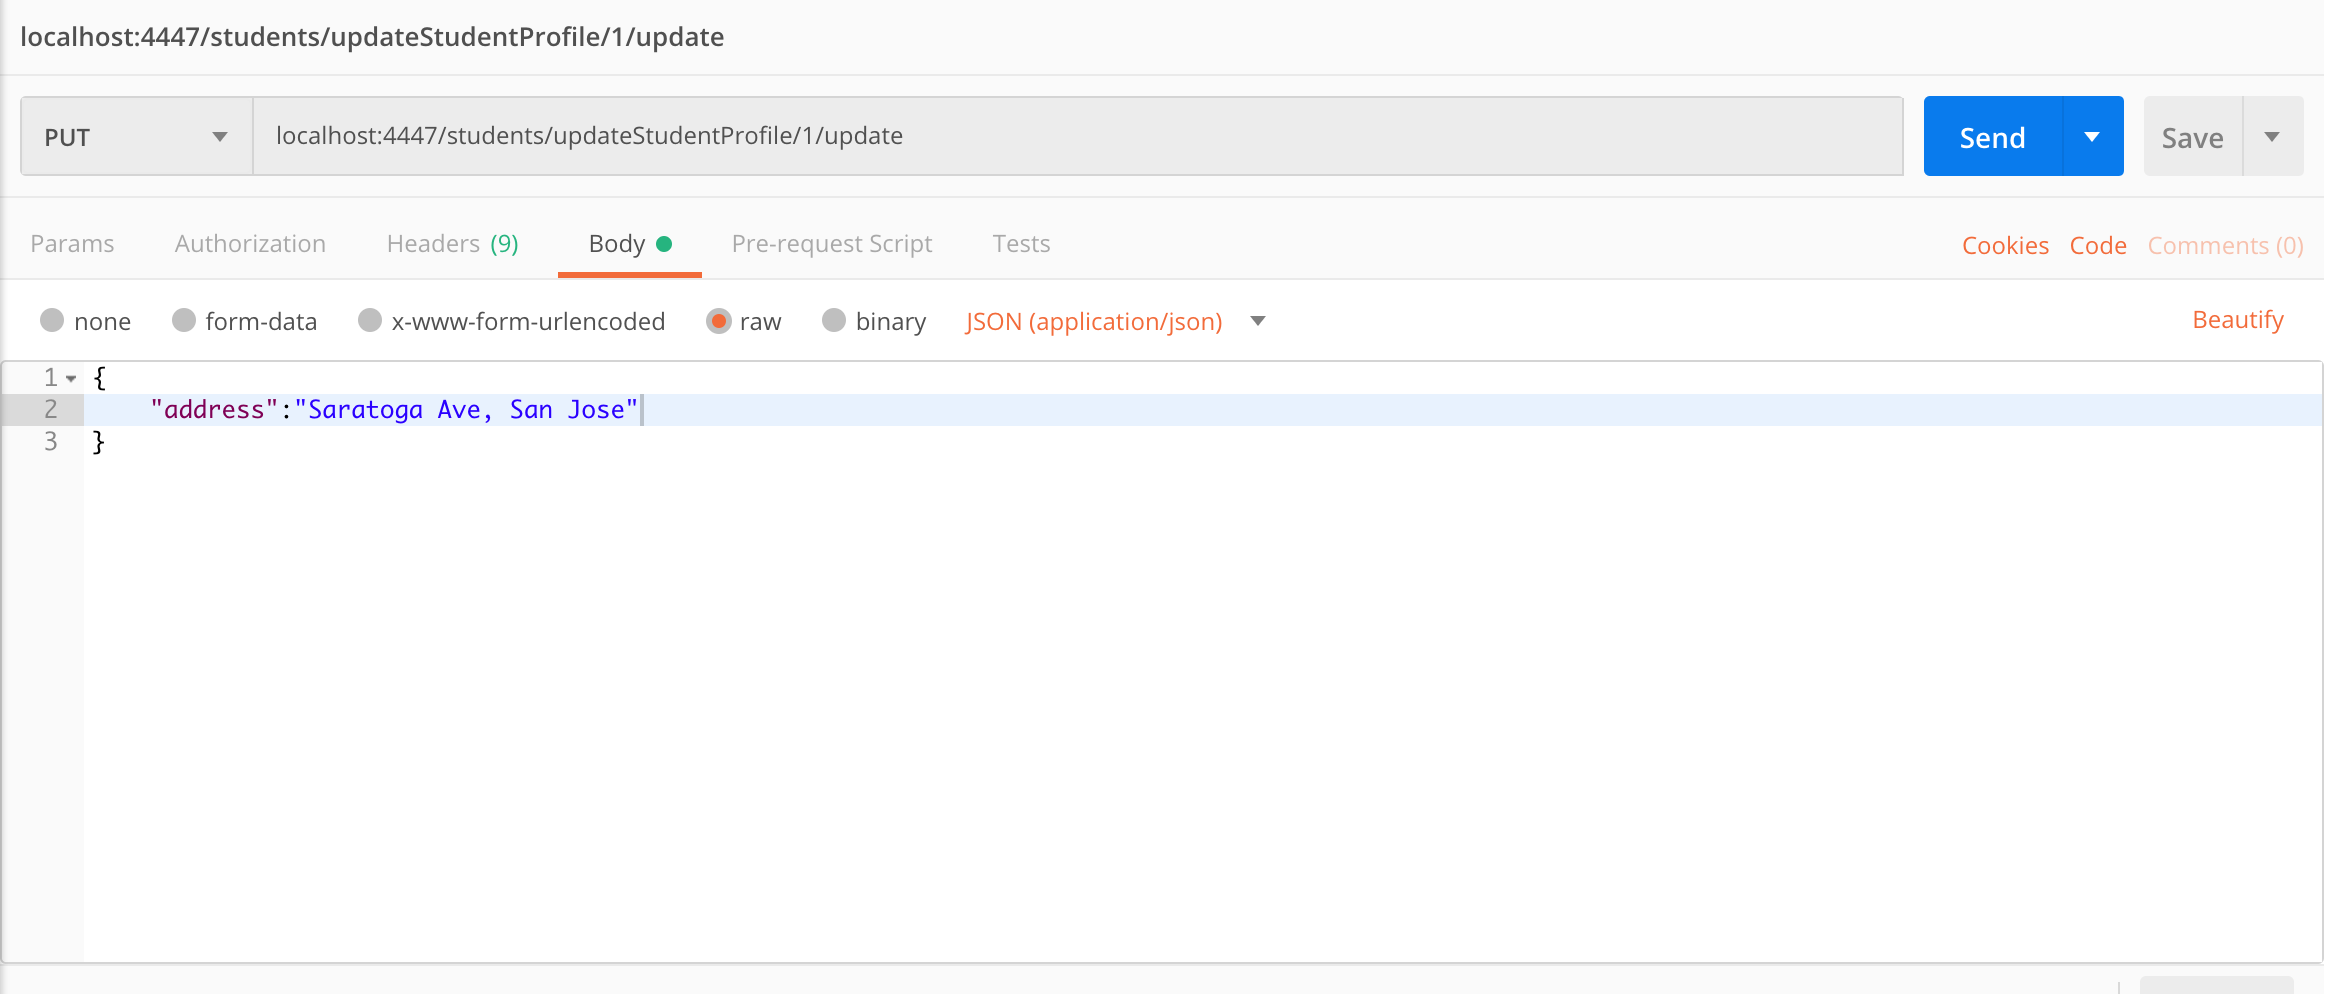 localhost:4447/students/updateStudentProfile/1/update
PUT localhost:4447/students/updateStudentProfile/1/update Send Save
Params Authorization Headers (9) Body Pre-request Script Tests Cookies Code Comments (0)
none form-data x-www-form-urlencoded raw binary JSON (application/json) Beautify
1 {
2 "address":"Saratoga Ave, San Jose"
3 }